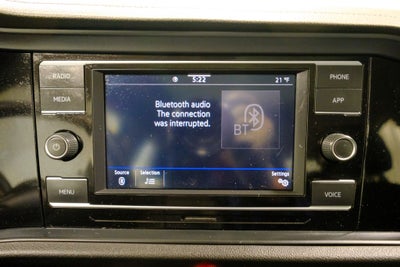 RADIO
MEDIA
MENU
5:22
21 °F
Bluetooth audio
The connection
was interrupted.
BT
Source
Selection
Settings
PHONE
APP
VOICE